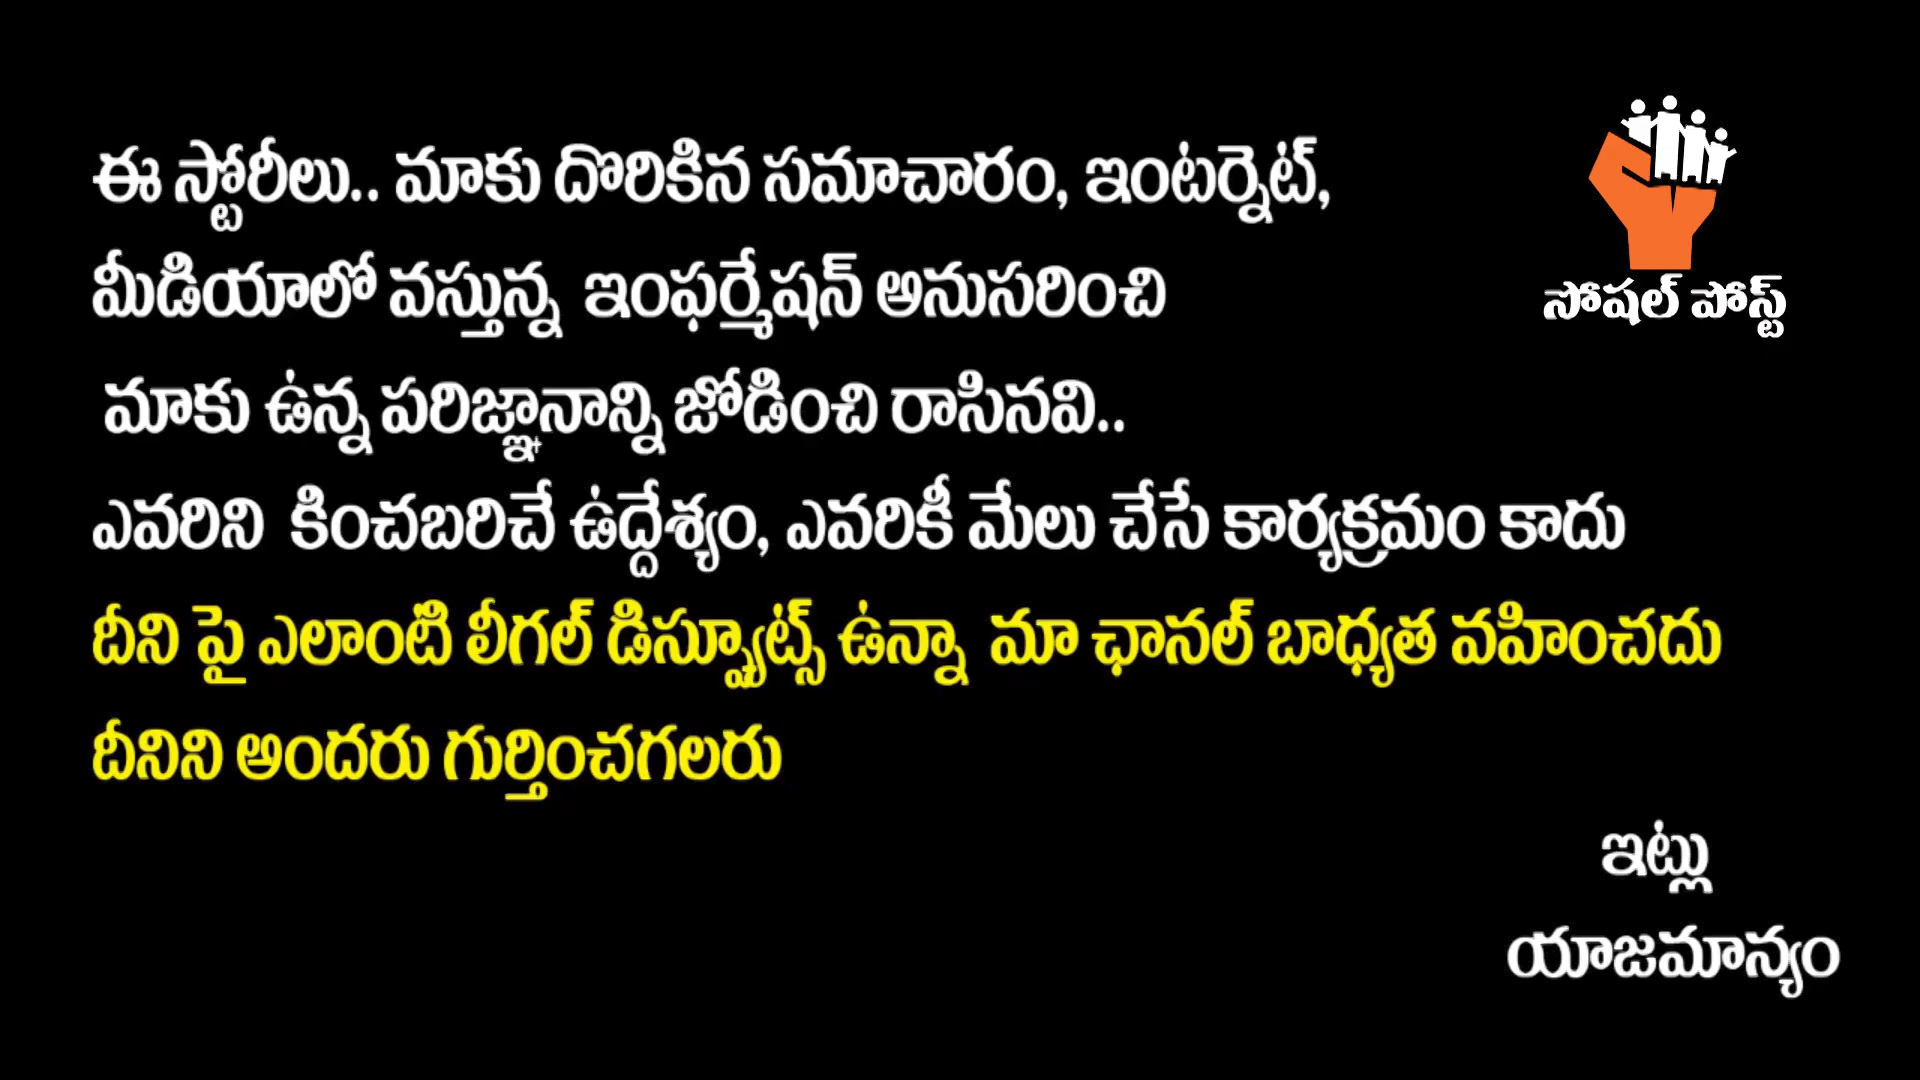 ఈ స్టోరీలు.. మాకు దొరికిన సమాచారం, ఇంటర్నెట్,
మీడియాలో వస్తున్న ఇంఫర్మేషన్ అనుసరించి
మాకు ఉన్న పరిజ్ఞానాన్ని జోడించి రాసినవి..
ఎవరిని కించబరిచే ఉద్దేశ్యం, ఎవరికీ మేలు చేసే కార్యక్రమం కాదు
దీని పై ఎలాంటి లీగల్ డిస్ప్యూట్స్ ఉన్నా మా ఛానల్ బాధ్యత వహించదు
దీనిని అందరు గుర్తించగలరు
సోషల్ పోస్ట్
ఇట్లు
యాజమాన్యం